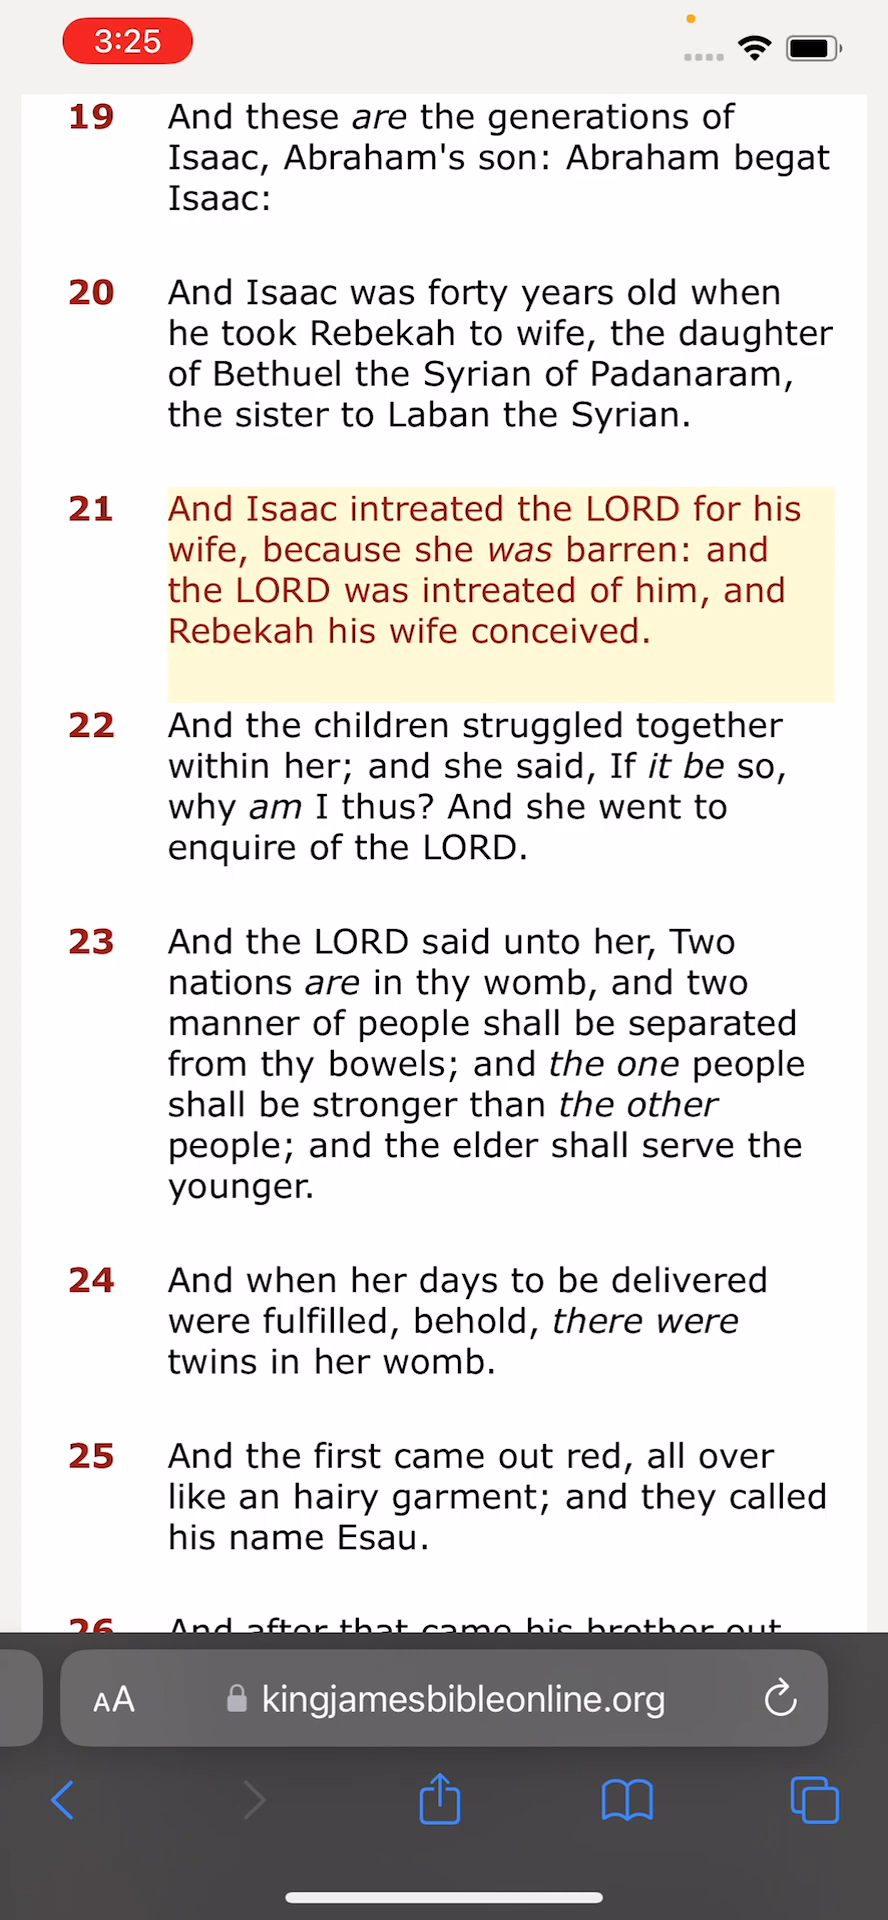 3:25
19 And these are the generations of
Isaac, Abraham's son: Abraham begat
Isaac:
20 And Isaac was forty years old when
he took Rebekah to wife, the daughter
of Bethuel the Syrian of Padanaram,
the sister to Laban the Syrian.
21 And Isaac intreated the LORD for his
wife, because she was barren: and
the LORD was intreated of him, and
Rebekah his wife conceived.
22 And the children struggled together
within her; and she said, If it be so,
why am I thus? And she went to
enquire of the LORD.
23 And the LORD said unto her, Two
nations are in thy womb, and two
manner of people shall be separated
from thy bowels; and the one people
shall be stronger than the other
people; and the elder shall serve the
younger.
24 And when her days to be delivered
were fulfilled, behold, there were
twins in her womb.
25 And the first came out red, all over
like an hairy garment; and they called
his name Esau.
26 And after that came his brother out
AA kingjamesbibleonline.org